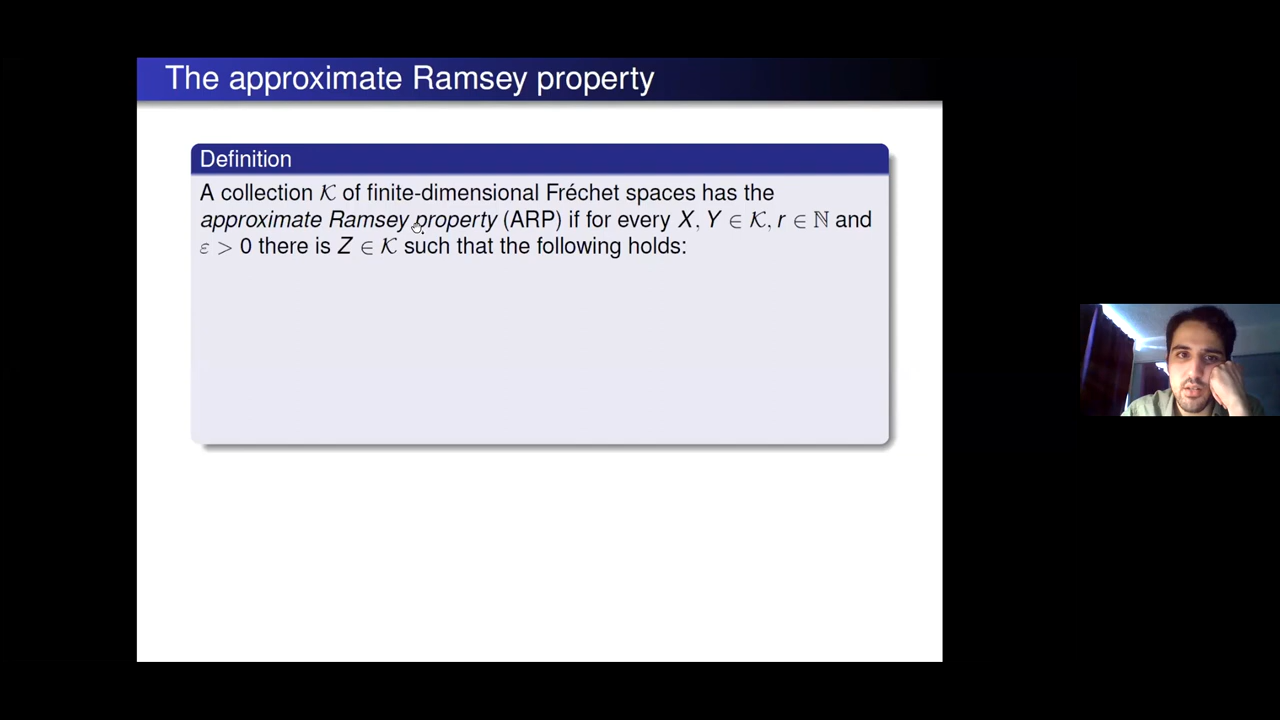 The approximate Ramsey property
Definition
A collection 𝒦 of finite-dimensional Fréchet spaces has the
approximate Ramsey property (ARP) if for every X, Y ∈ 𝒦, r ∈ ℕ and
ε > 0 there is Z ∈ 𝒦 such that the following holds: